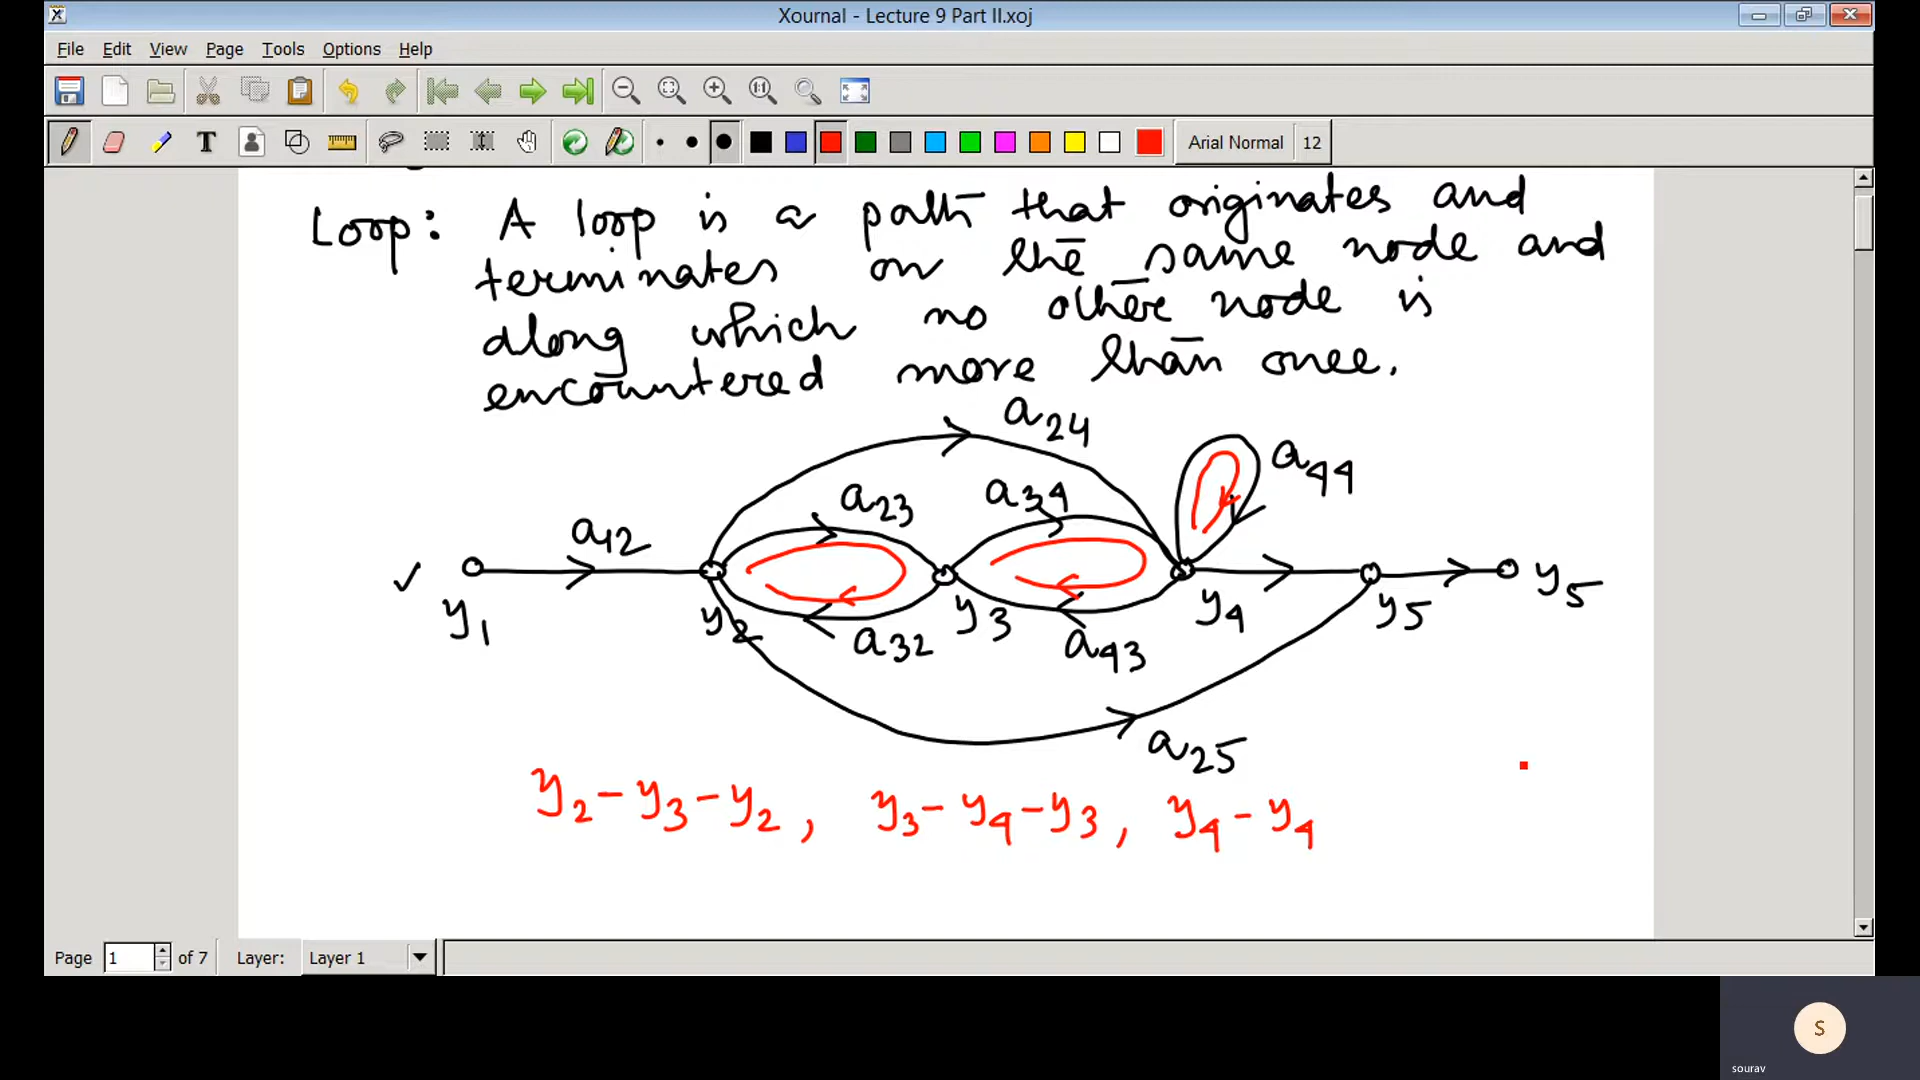 Xournal - Lecture 9 Part II.xoj
File Edit View Page Tools Options Help
Arial Normal 12
Loop: A loop is a path that originates and
terminates on the same node and
along which no other node is
encountered more than once.
a24
a44
a23 a34
a12
y1 y2 y3 y4 y5 y5
a32 a43
a25
y2 - y3 - y2, y3 - y4 - y3, y4 - y4
Page 1 of 7 Layer: Layer 1
S
sourav